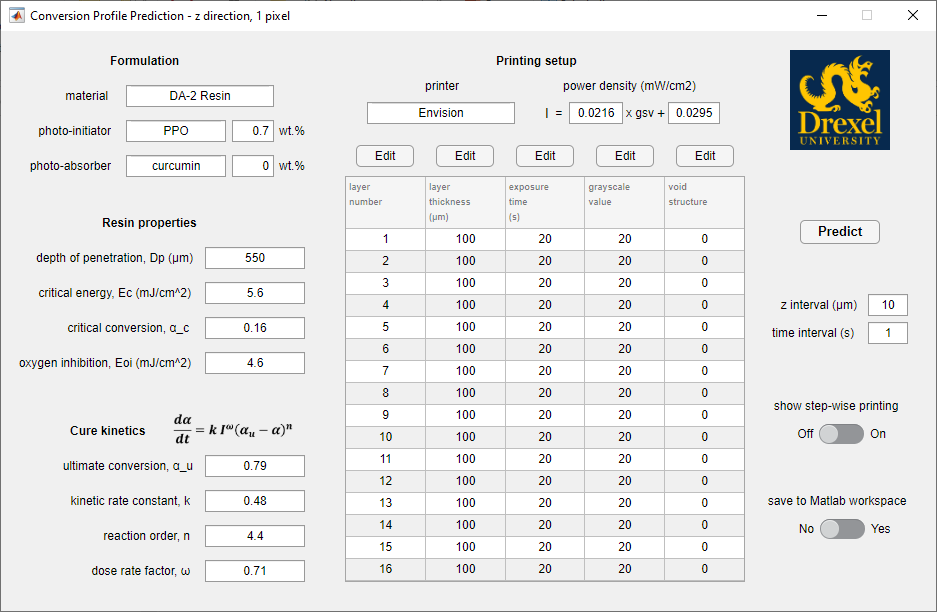 Conversion Profile Prediction - z direction, 1 pixel
Formulation
material DA-2 Resin
photo-initiator PPO 0.7 wt.%
photo-absorber curcumin 0 wt.%
Resin properties
depth of penetration, Dp (µm) 550
critical energy, Ec (mJ/cm^2) 5.6
critical conversion, α_c 0.16
oxygen inhibition, Eoi (mJ/cm^2) 4.6
Cure kinetics dα/dt = k I^ω(α_u − α)^n
ultimate conversion, α_u 0.79
kinetic rate constant, k 0.48
reaction order, n 4.4
dose rate factor, ω 0.71
Printing setup
printer power density (mW/cm2)
Envision I = 0.0216 x gsv + 0.0295
Edit Edit Edit Edit Edit
layer number layer thickness (µm) exposure time (s) grayscale value void structure
1 100 20 20 0
2 100 20 20 0
3 100 20 20 0
4 100 20 20 0
5 100 20 20 0
6 100 20 20 0
7 100 20 20 0
8 100 20 20 0
9 100 20 20 0
10 100 20 20 0
11 100 20 20 0
12 100 20 20 0
13 100 20 20 0
14 100 20 20 0
15 100 20 20 0
16 100 20 20 0
Drexel
UNIVERSITY
Predict
z interval (µm) 10
time interval (s) 1
show step-wise printing
Off On
save to Matlab workspace
No Yes